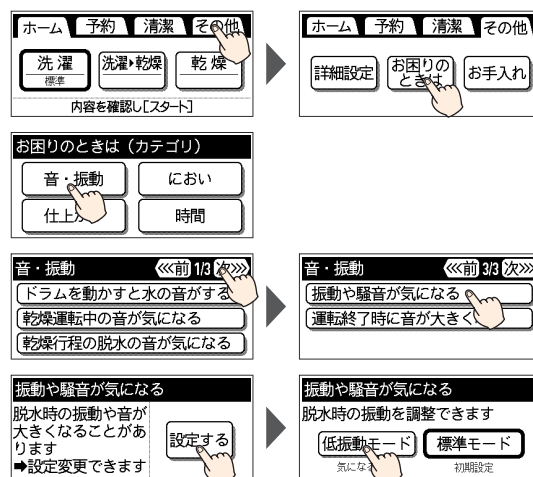 ホーム 予約 清潔 その他
洗濯 標準 洗濯▶乾燥 乾燥
内容を確認し[スタート]
ホーム 予約 清潔 その他
詳細設定 お困りのときは お手入れ
お困りのときは(カテゴリ)
音・振動 におい
仕上 時間
音・振動 <<<前 1/3 次>>>
ドラムを動かすと水の音がする
乾燥運転中の音が気になる
乾燥行程の脱水の音が気になる
音・振動 <<<前 3/3 次>>>
振動や騒音が気になる
運転終了時に音が大きく
振動や騒音が気になる
脱水時の振動や音が
大きくなることがあ
ります
➡設定変更できます
設定する
振動や騒音が気になる
脱水時の振動を調整できます
低振動モード 標準モード
気にな 初期設定